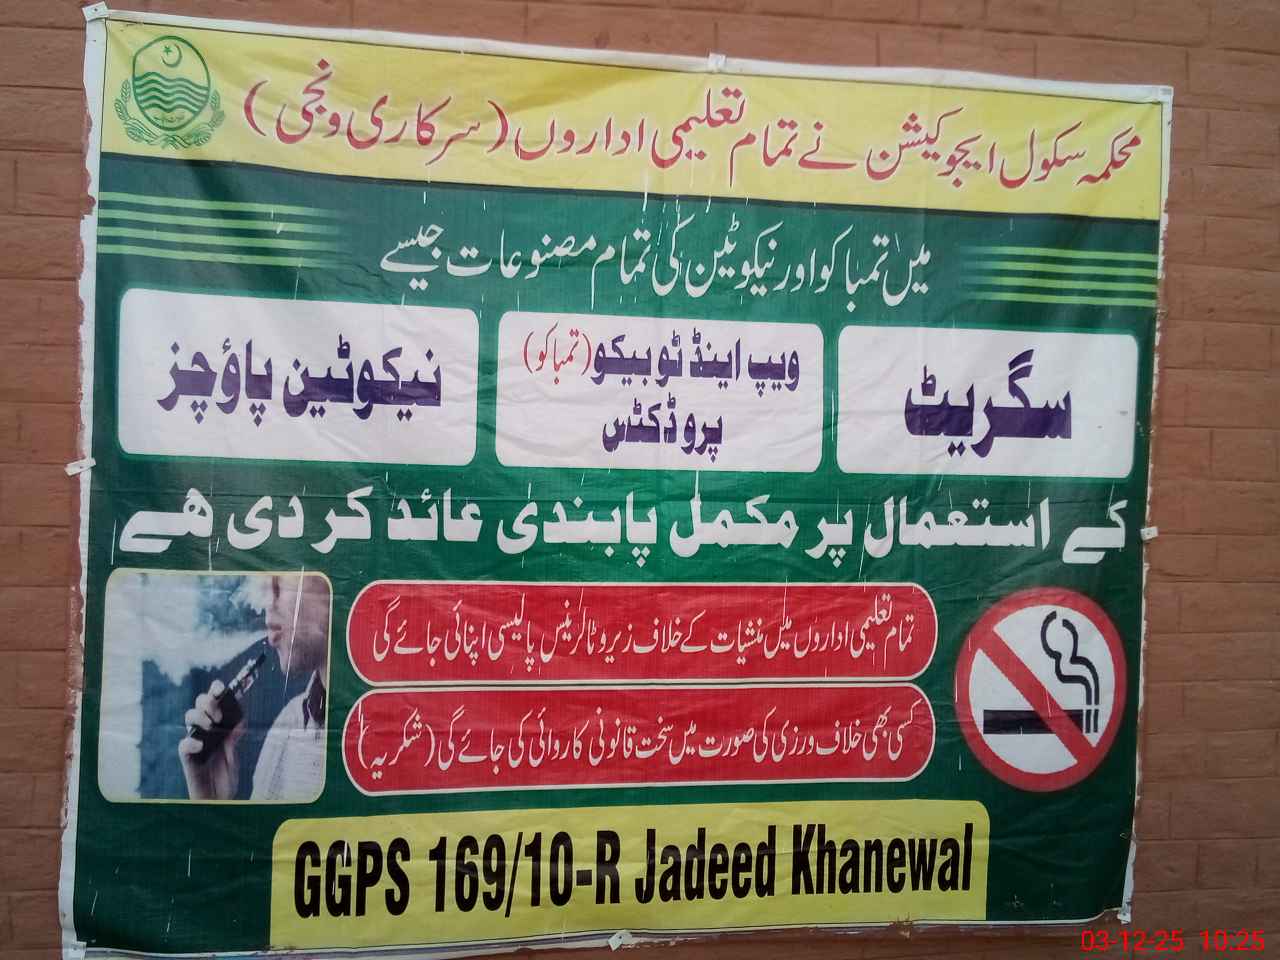 محکمہ سکول ایجوکیشن نے تمام تعلیمی اداروں (سرکاری و نجی)
میں تمباکو اور نیکوٹین کی تمام مصنوعات جیسے
سگریٹ
ویپ اینڈ ٹوبیکو (تمباکو)
پروڈکٹس
نیکوٹین پاؤچز
کے استعمال پر مکمل پابندی عائد کر دی ھے
تمام تعلیمی اداروں میں منشیات کے خلاف زیرو ٹالرینس پالیسی اپنائی جائے گی
کسی بھی خلاف ورزی کی صورت میں سخت قانونی کاروائی کی جائے گی (شکریہ)
GGPS 169/10-R Jadeed Khanewal
03-12-25 10:25